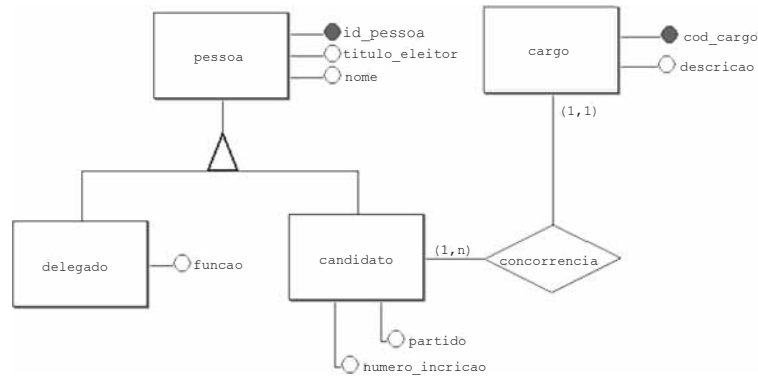 pessoa
id_pessoa
titulo_eleitor
nome
cargo
cod_cargo
descricao
(1,1)
delegado
funcao
candidato
(1,n)
concorrencia
partido
numero_incricao